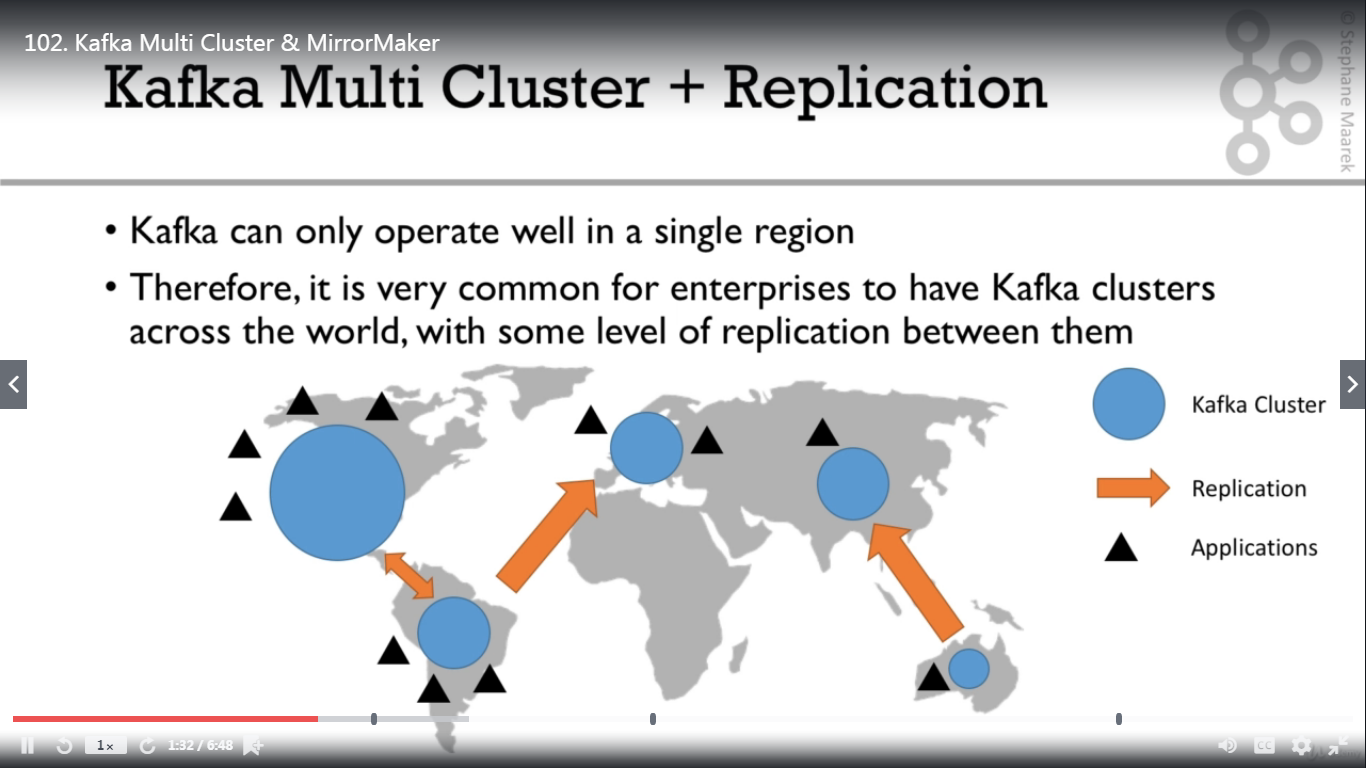 102. Kafka Multi Cluster & MirrorMaker
Kafka Multi Cluster + Replication
© Stephane Maarek
• Kafka can only operate well in a single region
• Therefore, it is very common for enterprises to have Kafka clusters
across the world, with some level of replication between them
Kafka Cluster
Replication
Applications
1x
1:32 / 6:48
CC